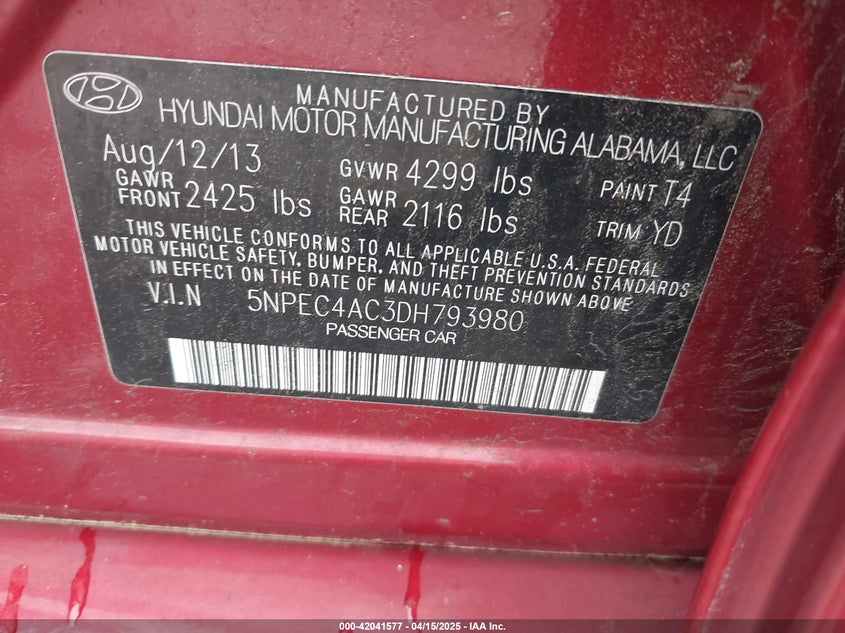 MANUFACTURED BY
HYUNDAI MOTOR MANUFACTURING ALABAMA, LLC
Aug/12/13 GVWR 4299 lbs PAINT T4
GAWR FRONT 2425 lbs GAWR REAR 2116 lbs TRIM YD
THIS VEHICLE CONFORMS TO ALL APPLICABLE U.S.A. FEDERAL
MOTOR VEHICLE SAFETY, BUMPER, AND THEFT PREVENTION STANDARDS
IN EFFECT ON THE DATE OF MANUFACTURE SHOWN ABOVE
V.I.N 5NPEC4AC3DH793980
PASSENGER CAR
000-42041577 - 04/15/2025 - IAA Inc.